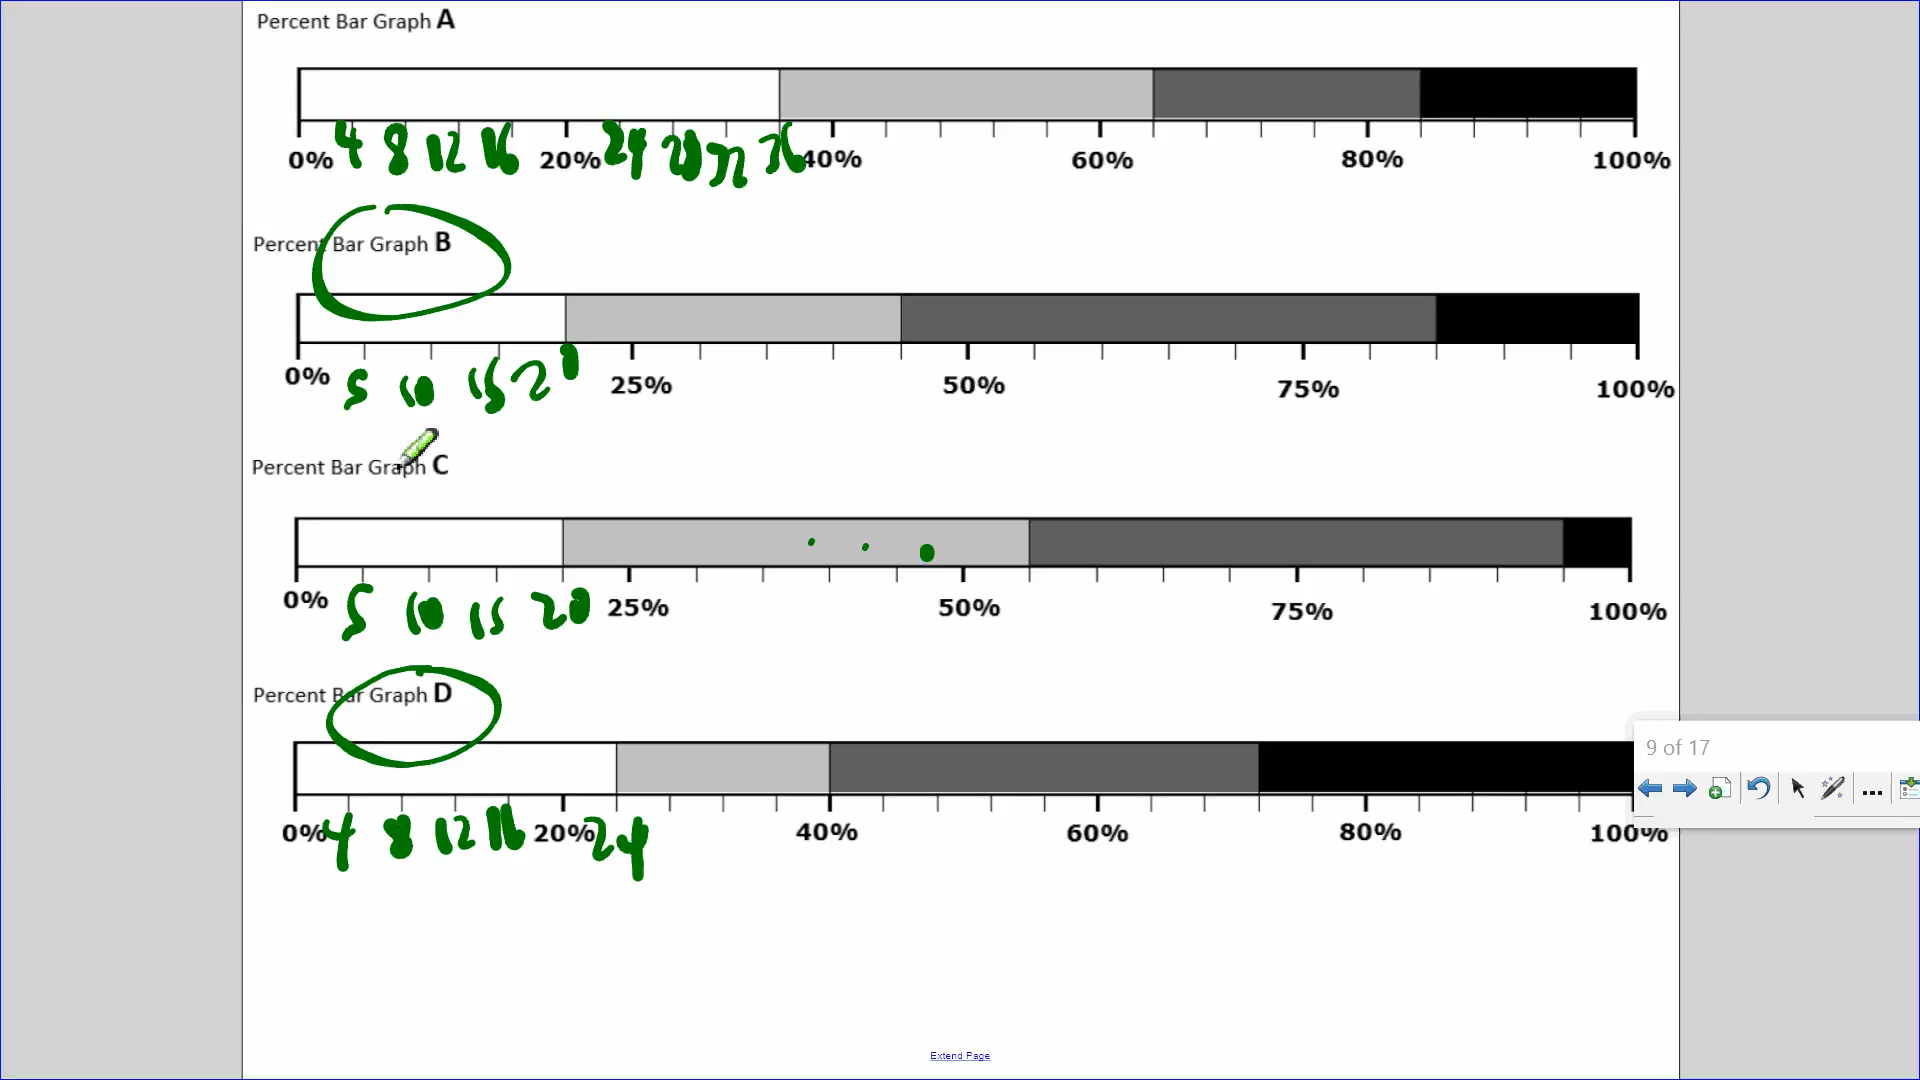 Percent Bar Graph A
0% 4 8 12 16 20% 24 28 32 36 40% 60% 80% 100%
Percent Bar Graph B
0% 5 10 15 20 25% 50% 75% 100%
Percent Bar Graph C
0% 5 10 15 20 25% 50% 75% 100%
Percent Bar Graph D
9 of 17
0% 4 8 12 16 20% 24 40% 60% 80% 100%
Extend Page